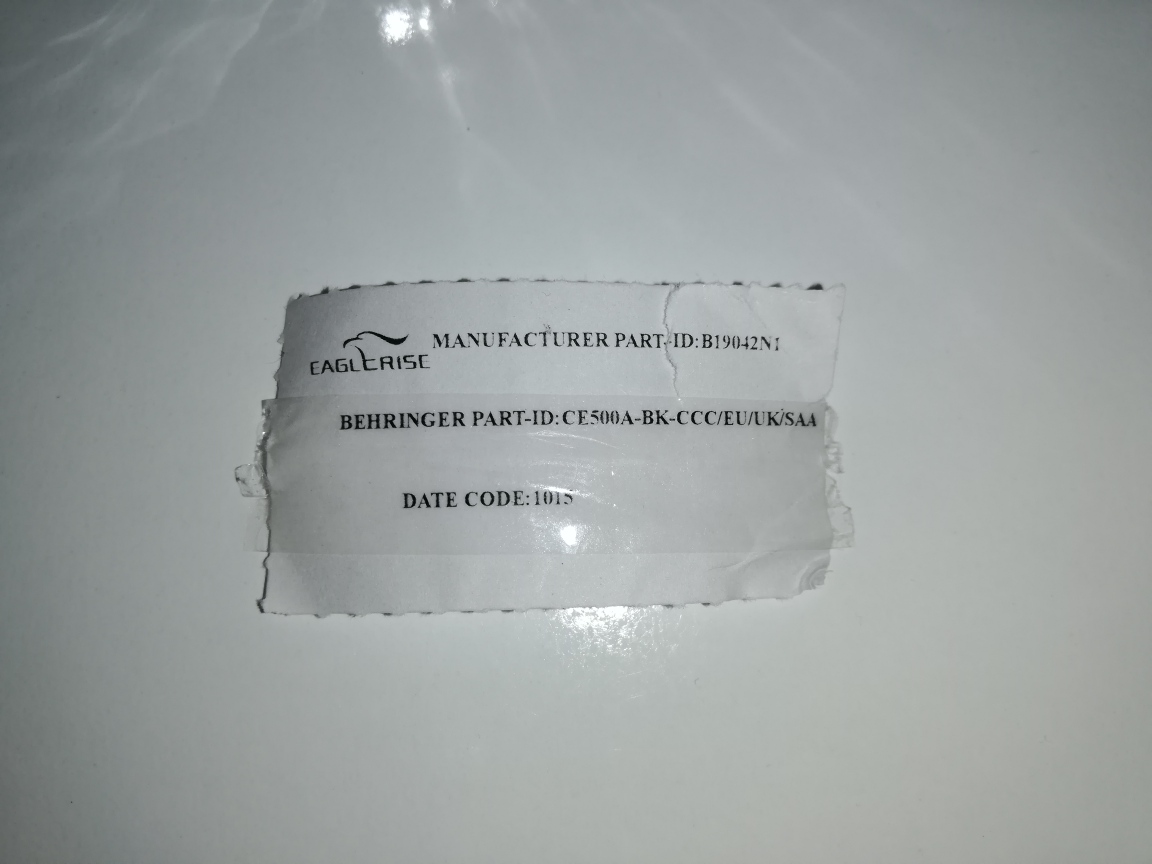 EAGLERISE MANUFACTURER PART-ID:B19042N1
BEHRINGER PART-ID:CE500A-BK-CCC/EU/UK/SAA
DATE CODE:1015